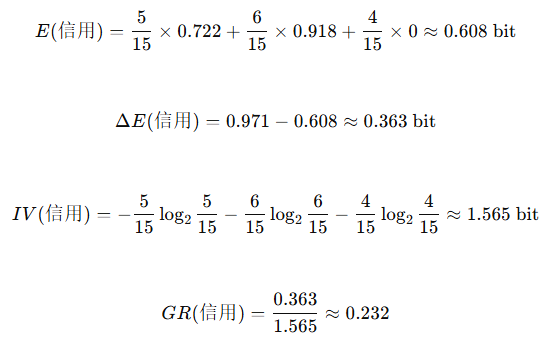 E(信用) = 5/15 × 0.722 + 6/15 × 0.918 + 4/15 × 0 ≈ 0.608 bit
ΔE(信用) = 0.971 − 0.608 ≈ 0.363 bit
IV(信用) = −5/15 log₂ 5/15 − 6/15 log₂ 6/15 − 4/15 log₂ 4/15 ≈ 1.565 bit
GR(信用) = 0.363/1.565 ≈ 0.232